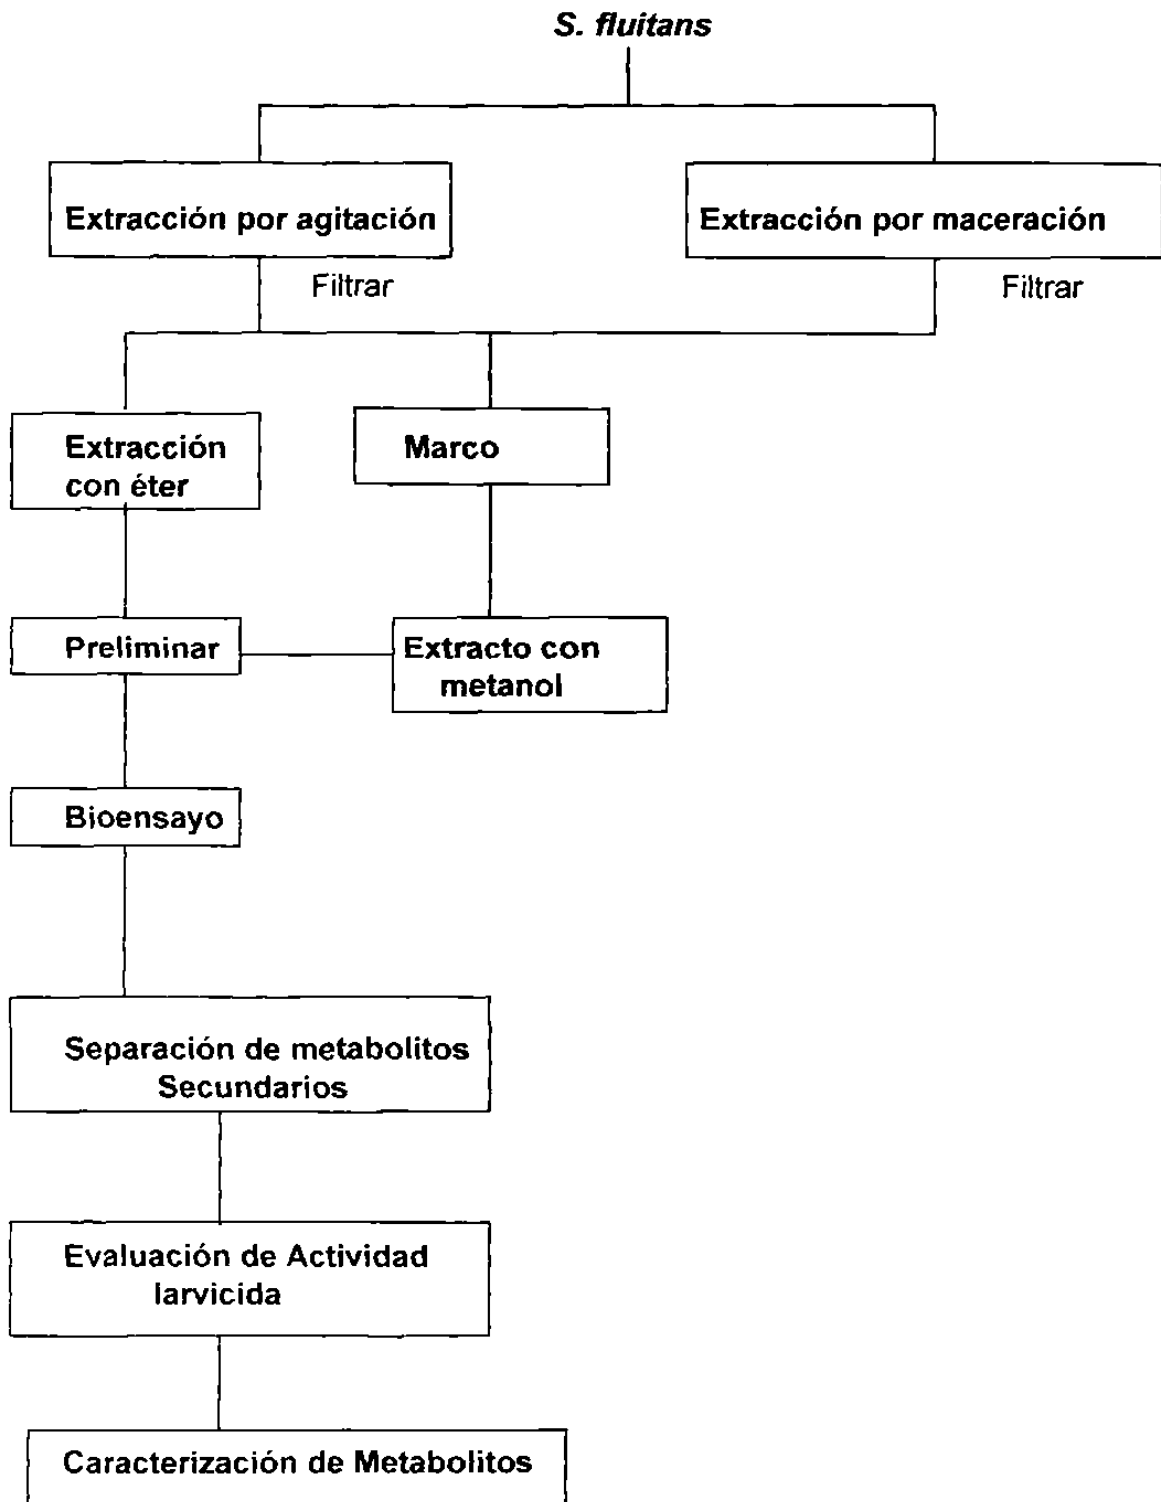 S. fluitans
Extracción por agitación
Extracción por maceración
Filtrar
Filtrar
Extracción
con éter
Marco
Preliminar
Extracto con
metanol
Bioensayo
Separación de metabolitos
Secundarios
Evaluación de Actividad
larvicida
Caracterización de Metabolitos